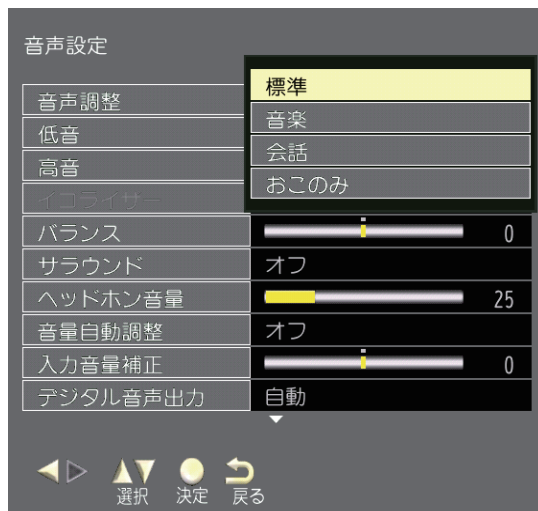 音声設定
音声調整
標準
音楽
会話
おこのみ
低音
高音
イコライザー
バランス 0
サラウンド オフ
ヘッドホン音量 25
音量自動調整 オフ
入力音量補正 0
デジタル音声出力 自動
選択 決定 戻る